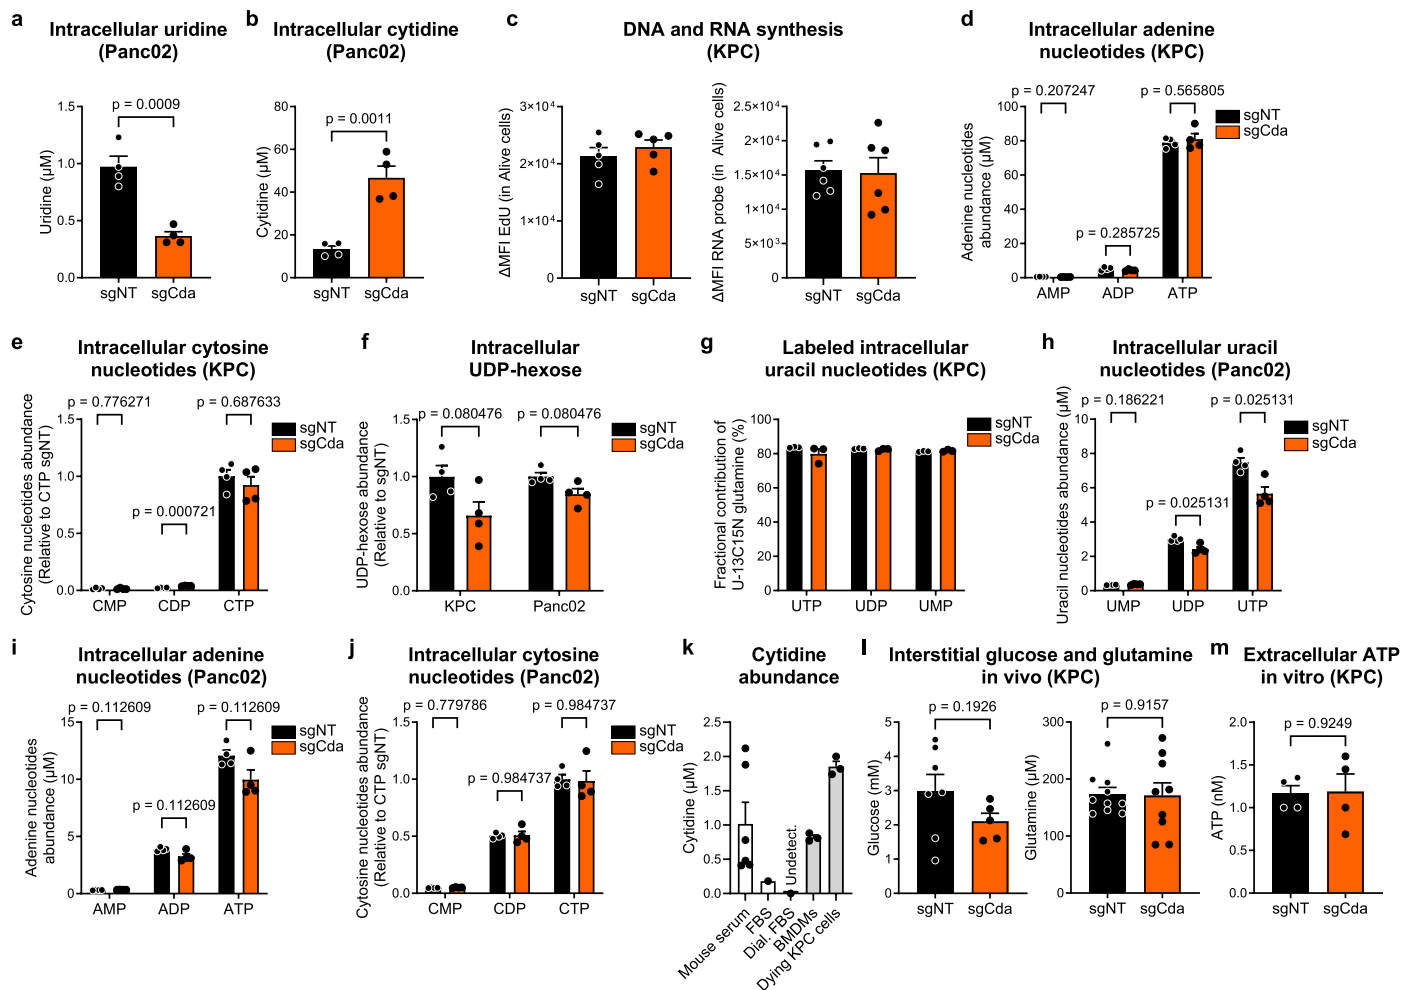 a
Intracellular uridine
(Panc02)
Uridine (µM)
1.5
1.0
0.5
0.0
p = 0.0009
sgNT
sgCda
b
Intracellular cytidine
(Panc02)
Cytidine (µM)
80
60
40
20
0
p = 0.0011
sgNT
sgCda
c
DNA and RNA synthesis
(KPC)
ΔMFI EdU (in Alive cells)
3×10⁴
2×10⁴
1×10⁴
0
sgNT
sgCda
ΔMFI RNA probe (in Alive cells)
2.5×10⁴
2×10⁴
1.5×10⁴
1×10⁴
5×10³
0
sgNT
sgCda
d
Intracellular adenine
nucleotides (KPC)
Adenine nucleotides
abundance (µM)
100
80
60
40
20
0
p = 0.207247
p = 0.285725
p = 0.565805
AMP
ADP
ATP
sgNT
sgCda
e
Intracellular cytosine
nucleotides (KPC)
Cytosine nucleotides abundance
(Relative to CTP sgNT)
1.5
1.0
0.5
0.0
p = 0.776271
p = 0.000721
p = 0.687633
CMP
CDP
CTP
sgNT
sgCda
f
Intracellular
UDP-hexose
UDP-hexose abundance
(Relative to sgNT)
1.5
1.0
0.5
0.0
p = 0.080476
p = 0.080476
KPC
Panc02
sgNT
sgCda
g
Labeled intracellular
uracil nucleotides (KPC)
Fractional contribution of
U-13C15N glutamine (%)
100
80
60
40
20
0
UTP
UDP
UMP
sgNT
sgCda
h
Intracellular uracil
nucleotides (Panc02)
Uracil nucleotides abundance (µM)
10
8
6
4
2
0
p = 0.186221
p = 0.025131
p = 0.025131
UMP
UDP
UTP
sgNT
sgCda
i
Intracellular adenine
nucleotides (Panc02)
Adenine nucleotides
abundance (µM)
15
10
5
0
p = 0.112609
p = 0.112609
p = 0.112609
AMP
ADP
ATP
sgNT
sgCda
j
Intracellular cytosine
nucleotides (Panc02)
Cytosine nucleotides abundance
(Relative to CTP sgNT)
1.5
1.0
0.5
0.0
p = 0.779786
p = 0.984737
p = 0.984737
CMP
CDP
CTP
sgNT
sgCda
k
Cytidine
abundance
Cytidine (µM)
2.5
2.0
1.5
1.0
0.5
0.0
Undetect.
Mouse serum
FBS
Dial. FBS
BMDMs
Dying KPC cells
l
Interstitial glucose and glutamine
in vivo (KPC)
Glucose (mM)
6
4
2
0
p = 0.1926
sgNT
sgCda
Glutamine (µM)
300
200
100
0
p = 0.9157
sgNT
sgCda
m
Extracellular ATP
in vitro (KPC)
ATP (nM)
2.0
1.5
1.0
0.5
0.0
p = 0.9249
sgNT
sgCda